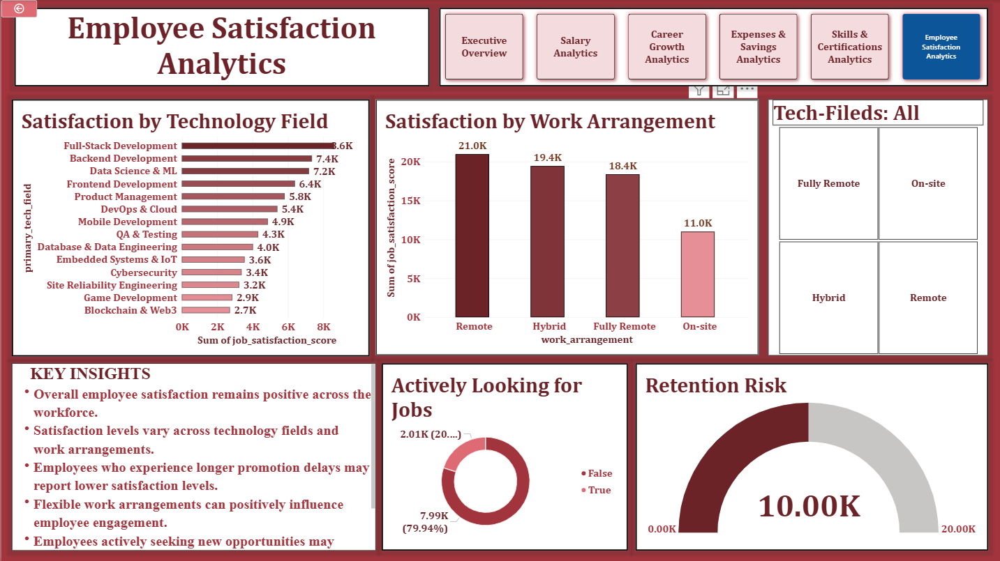 Employee Satisfaction
Analytics
Executive
Overview
Salary
Analytics
Career
Growth
Analytics
Expenses &
Savings
Analytics
Skills &
Certifications
Analytics
Employee
Satisfaction
Analytics
Satisfaction by Technology Field
primary_tech_field
Full-Stack Development 8.6K
Backend Development 7.4K
Data Science & ML 7.2K
Frontend Development 6.4K
Product Management 5.8K
DevOps & Cloud 5.4K
Mobile Development 4.9K
QA & Testing 4.3K
Database & Data Engineering 4.0K
Embedded Systems & IoT 3.6K
Cybersecurity 3.4K
Site Reliability Engineering 3.2K
Game Development 2.9K
Blockchain & Web3 2.7K
0K 2K 4K 6K 8K
Sum of job_satisfaction_score
Satisfaction by Work Arrangement
Sum of job_satisfaction_score
20K
15K
10K
5K
0K
21.0K
19.4K
18.4K
11.0K
Remote Hybrid Fully Remote On-site
work_arrangement
Tech-Fileds: All
Fully Remote On-site
Hybrid Remote
KEY INSIGHTS
• Overall employee satisfaction remains positive across the
workforce.
• Satisfaction levels vary across technology fields and
work arrangements.
• Employees who experience longer promotion delays may
report lower satisfaction levels.
• Flexible work arrangements can positively influence
employee engagement.
• Employees actively seeking new opportunities may
Actively Looking for
Jobs
2.01K (20....)
7.99K
(79.94%)
False
True
Retention Risk
10.00K
0.00K 20.00K